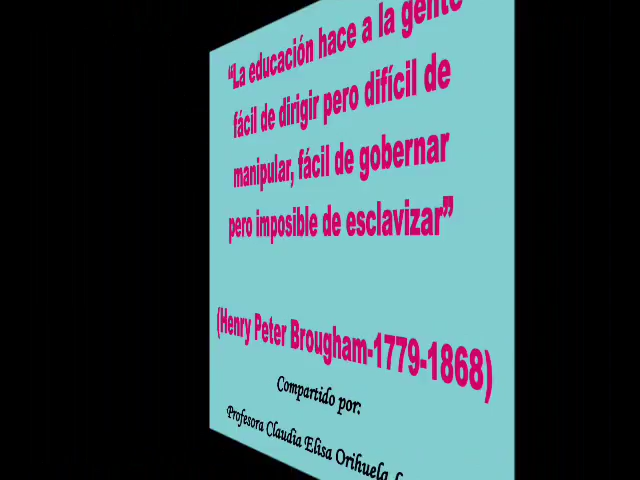 “La educación hace a la gente
fácil de dirigir pero difícil de
manipular, fácil de gobernar
pero imposible de esclavizar”
(Henry Peter Brougham-1779-1868)
Compartido por:
Profesora Claudia Elisa Orihuela